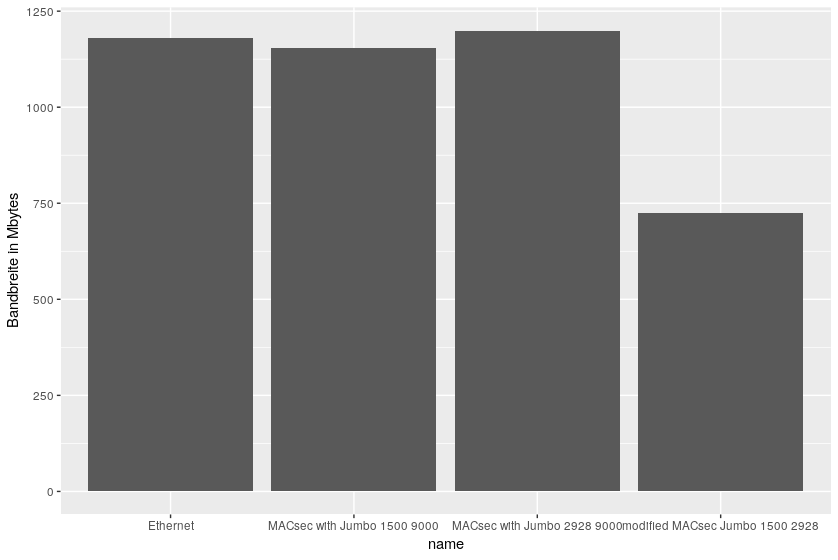 1250
1000
750
500
250
0
Bandbreite in Mbytes
Ethernet
MACsec with Jumbo 1500 9000
MACsec with Jumbo 2928 9000
modified MACsec Jumbo 1500 2928
name